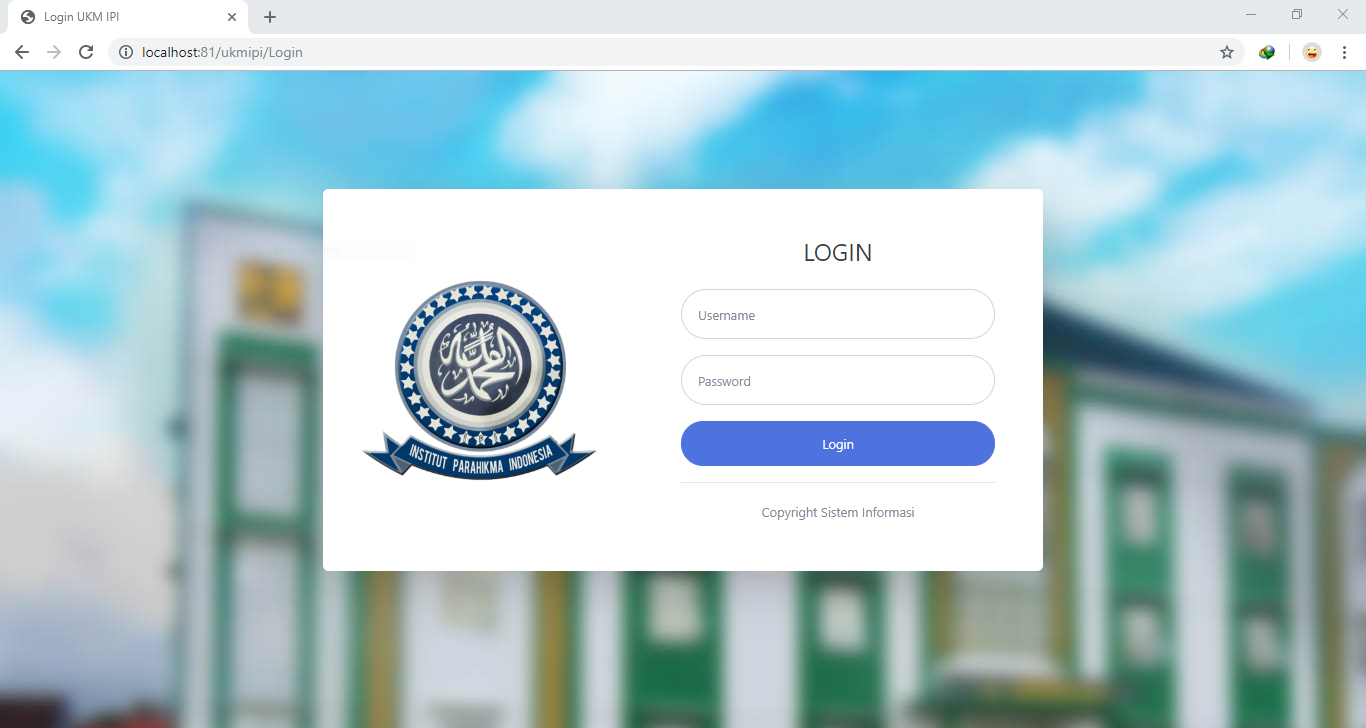 Login UKM IPI
localhost:81/ukmipi/Login
LOGIN
Username
Password
Login
Copyright Sistem Informasi
INSTITUT PARAHIKMA INDONESIA